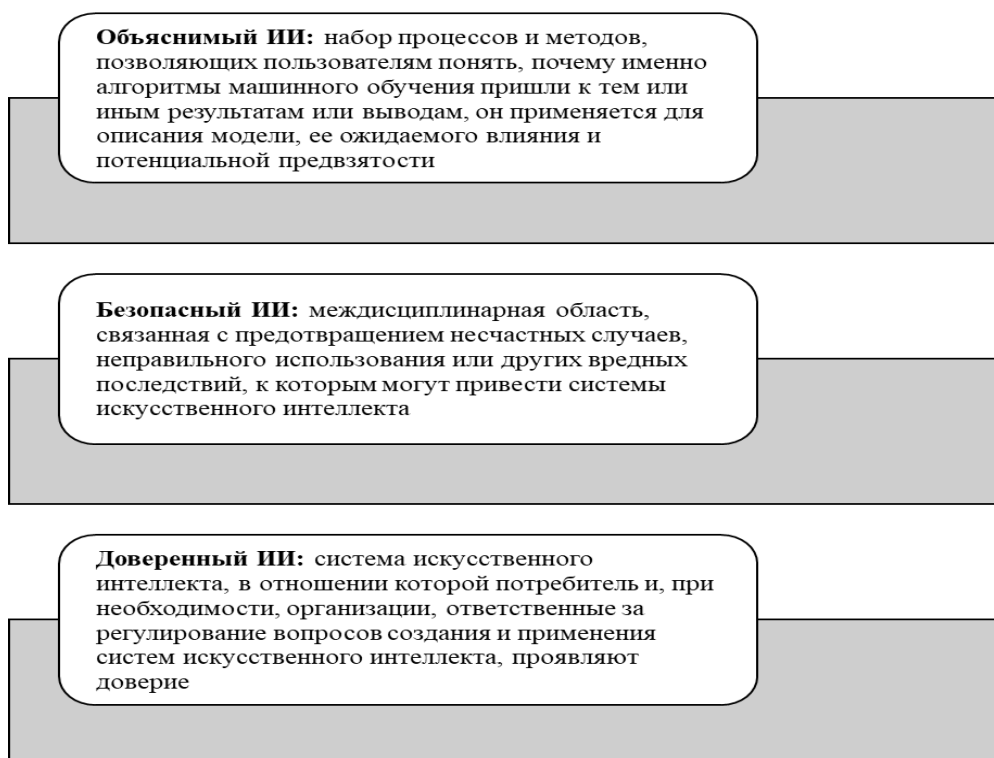 Объяснимый ИИ: набор процессов и методов,
позволяющих пользователям понять, почему именно
алгоритмы машинного обучения пришли к тем или
иным результатам или выводам, он применяется для
описания модели, ее ожидаемого влияния и
потенциальной предвзятости
Безопасный ИИ: междисциплинарная область,
связанная с предотвращением несчастных случаев,
неправильного использования или других вредных
последствий, к которым могут привести системы
искусственного интеллекта
Доверенный ИИ: система искусственного
интеллекта, в отношении которой потребитель и, при
необходимости, организации, ответственные за
регулирование вопросов создания и применения
систем искусственного интеллекта, проявляют
доверие